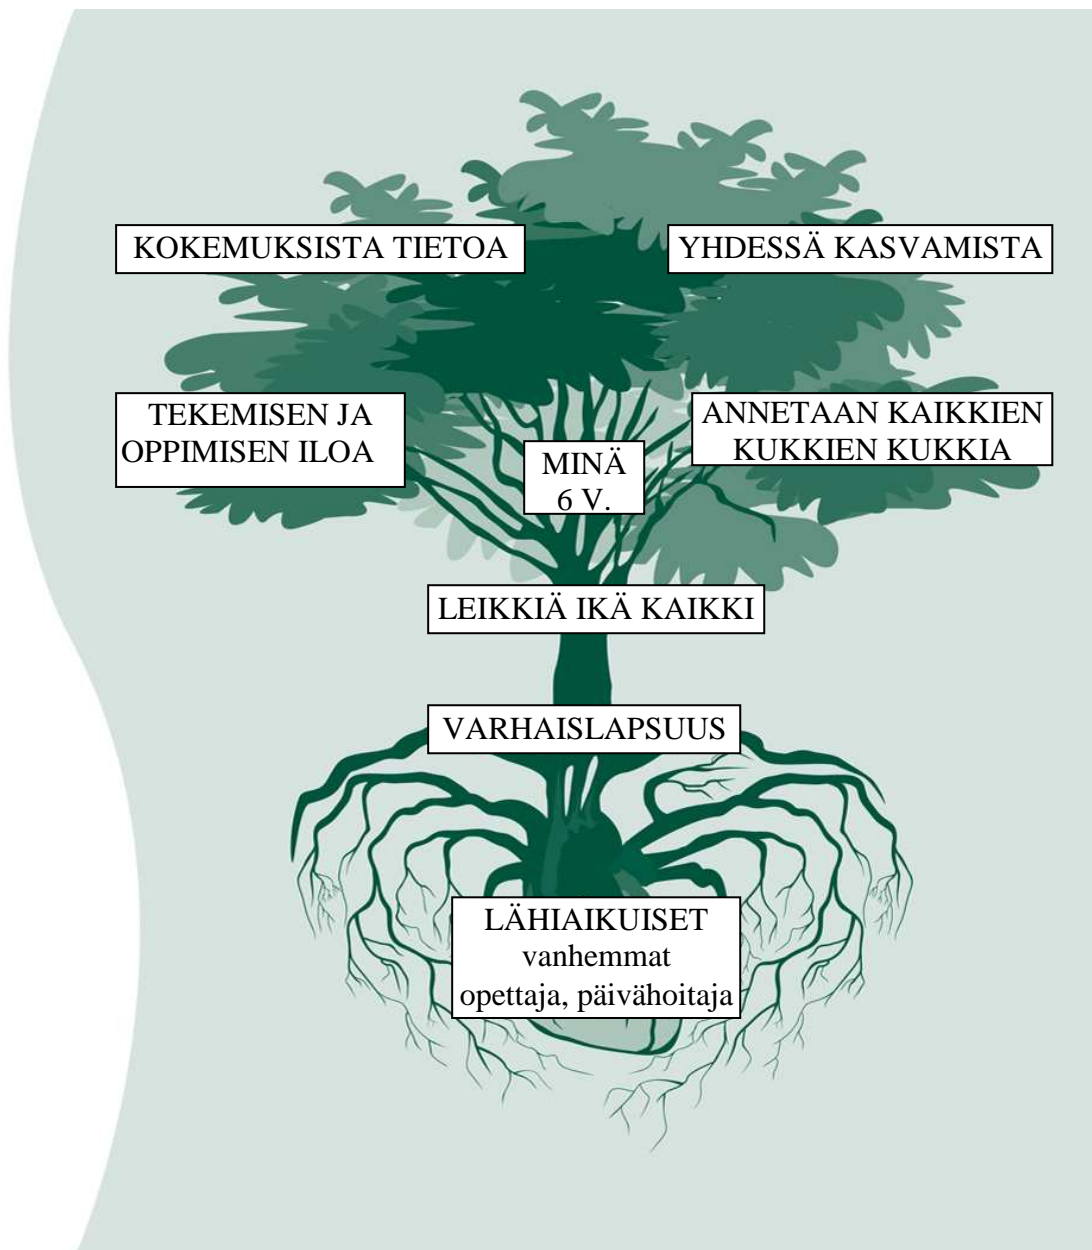 KOKEMUKSISTA TIETOA
YHDESSÄ KASVAMISTA
TEKEMISEN JA
OPPIMISEN ILOA
ANNETAAN KAIKKIEN
KUKKIEN KUKKIA
MINÄ
6 V.
LEIKKIÄ IKÄ KAIKKI
VARHAISLAPSUUS
LÄHIAIKUISET
vanhemmat
opettaja, päivähoitaja